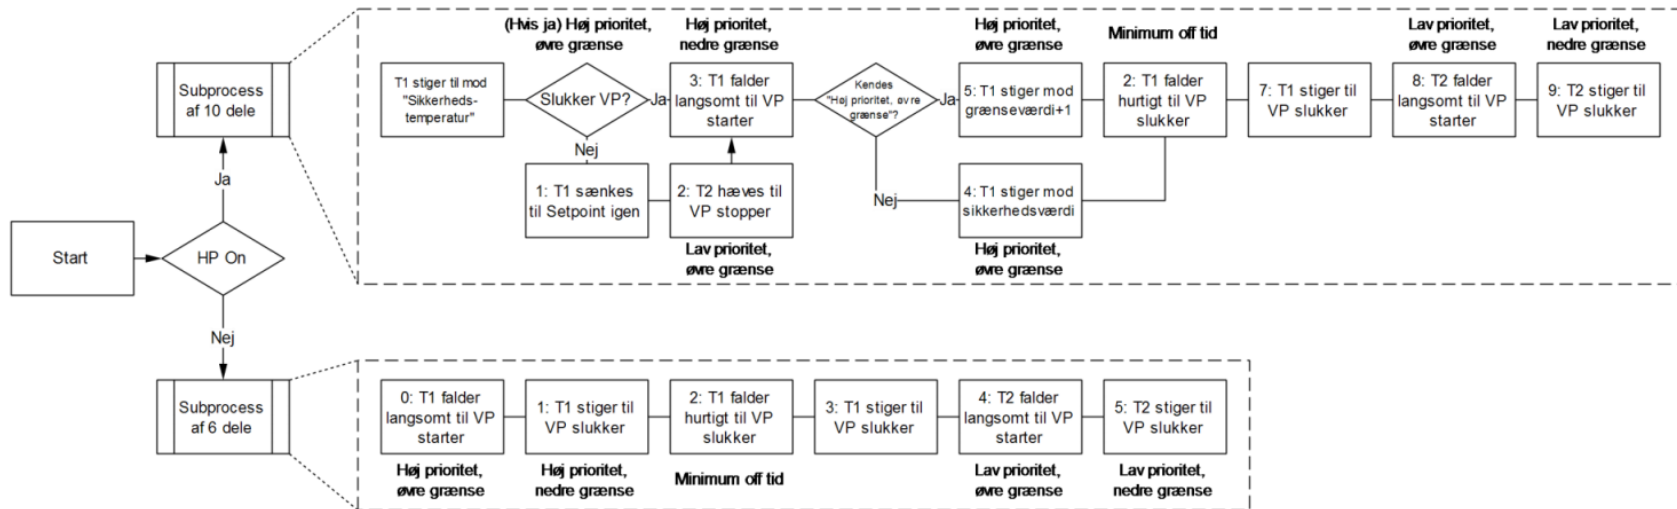 (Hvis ja) Høj prioritet,
øvre grænse
Høj prioritet,
nedre grænse
Høj prioritet,
øvre grænse
Minimum off tid
Lav prioritet,
øvre grænse
Lav prioritet,
nedre grænse
Subprocess
af 10 dele
T1 stiger til mod
"Sikkerheds-
temperatur"
Slukker VP?
Ja
3: T1 falder
langsomt til VP
starter
Kendes
"Høj prioritet, øvre
grænse"?
Ja
5: T1 stiger mod
grænseværdi+1
2: T1 falder
hurtigt til VP
slukker
7: T1 stiger til
VP slukker
8: T2 falder
langsomt til VP
starter
9: T2 stiger til
VP slukker
Nej
1: T1 sænkes
til Setpoint igen
2: T2 hæves til
VP stopper
Nej
4: T1 stiger mod
sikkerhedsværdi
Lav prioritet,
øvre grænse
Høj prioritet,
øvre grænse
Ja
Start
HP On
Nej
Subprocess
af 6 dele
0: T1 falder
langsomt til VP
starter
1: T1 stiger til
VP slukker
2: T1 falder
hurtigt til VP
slukker
3: T1 stiger til
VP slukker
4: T2 falder
langsomt til VP
starter
5: T2 stiger til
VP slukker
Høj prioritet,
øvre grænse
Høj prioritet,
nedre grænse
Minimum off tid
Lav prioritet,
øvre grænse
Lav prioritet,
nedre grænse